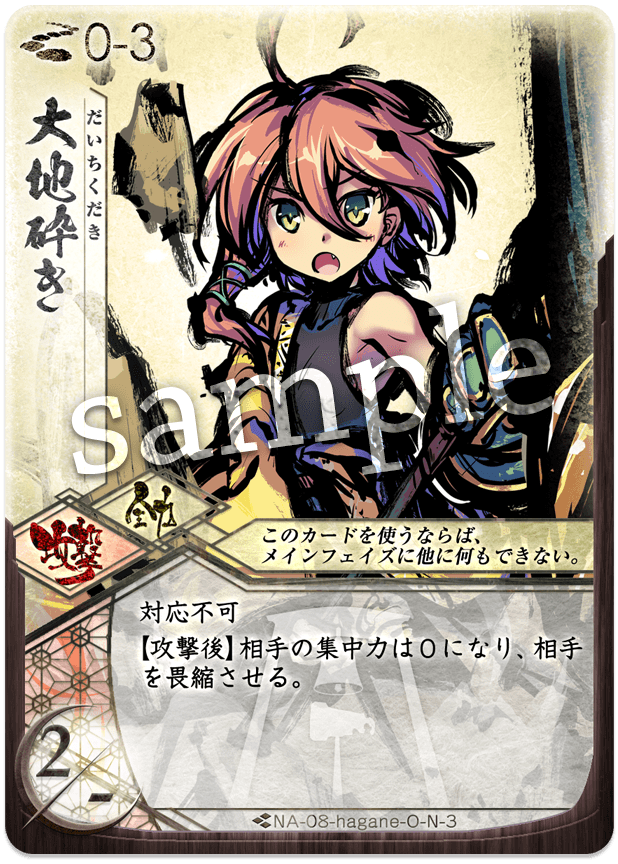 0-3
大地砕き
だいちくだき
sample
攻撃
全力
このカードを使うならば、
メインフェイズに他に何もできない。
対応不可
【攻撃後】相手の集中力は0になり、相手
を畏縮させる。
2/-
NA-08-hagane-O-N-3